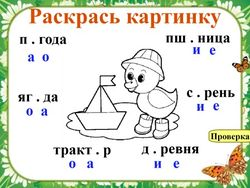 Раскрась картинку
п . года
а о
пш . ница
и е
яг . да
о а
с . рень
и е
тракт . р
о а
д . ревня
и е
Проверка